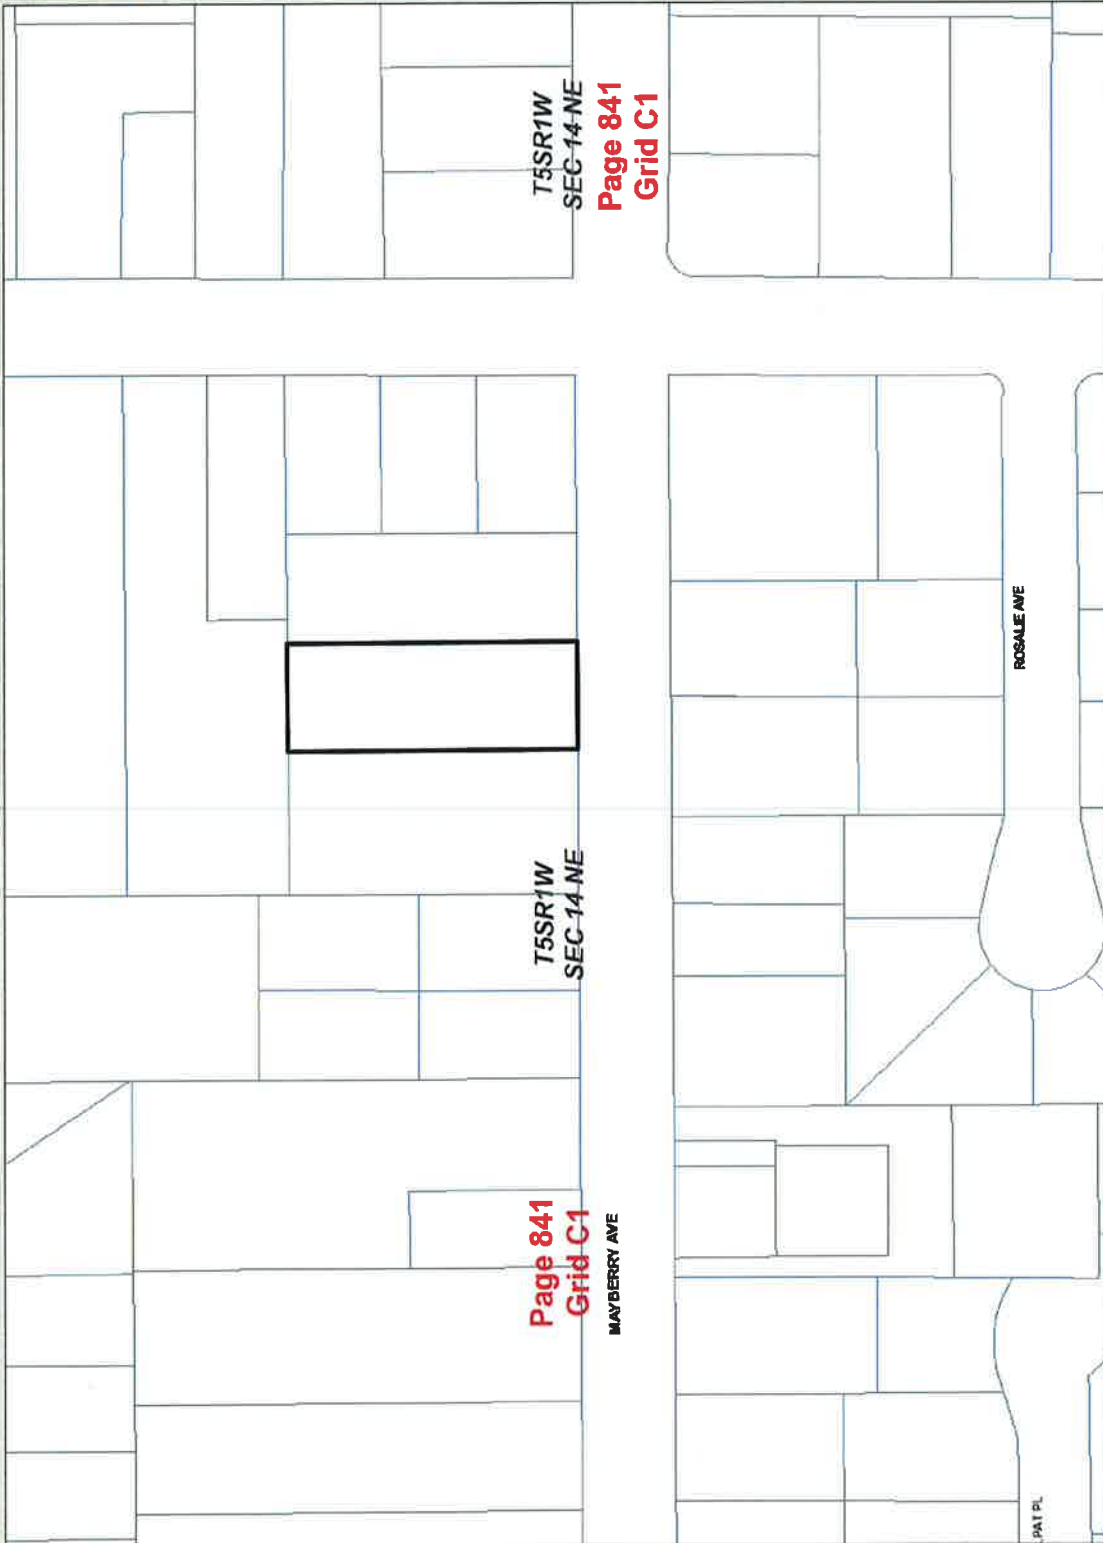 T5SR1W
SEC 14 NE
Page 841
Grid C1
ROSALIE AVE
T5SR1W
SEC 14 NE
Page 841
Grid C1
MAYBERRY AVE
PAT PL